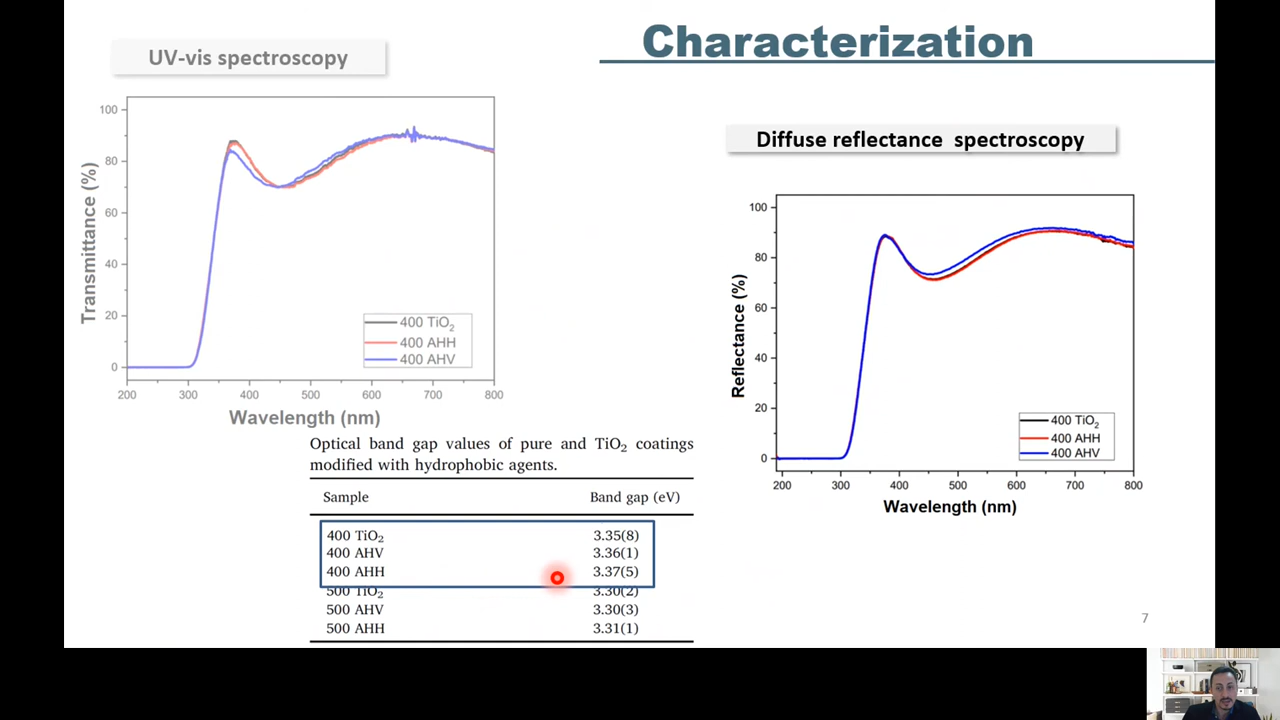 Characterization
UV-vis spectroscopy
100
80
60
40
20
0
Transmittance (%)
400 TiO₂
400 AHH
400 AHV
200 300 400 500 600 700 800
Wavelength (nm)
Diffuse reflectance spectroscopy
100
80
60
40
20
0
Reflectance (%)
400 TiO₂
400 AHH
400 AHV
200 300 400 500 600 700 800
Wavelength (nm)
Optical band gap values of pure and TiO₂ coatings
modified with hydrophobic agents.
Sample Band gap (eV)
400 TiO₂ 3.35(8)
400 AHV 3.36(1)
400 AHH 3.37(5)
500 TiO₂ 3.30(2)
500 AHV 3.30(3)
500 AHH 3.31(1)
7